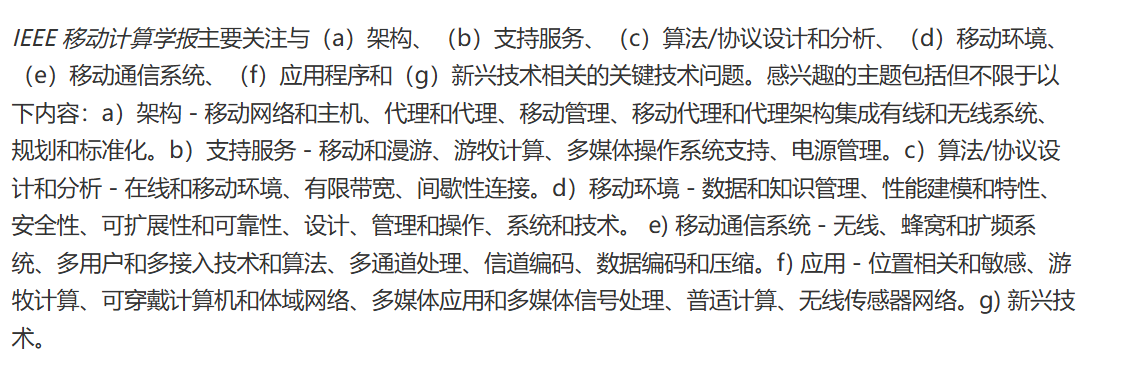 IEEE 移动计算学报主要关注与（a）架构、（b）支持服务、（c）算法/协议设计和分析、（d）移动环境、
（e）移动通信系统、（f）应用程序和（g）新兴技术相关的关键技术问题。感兴趣的主题包括但不限于以
下内容：a）架构 - 移动网络和主机、代理和代理、移动管理、移动代理和代理架构集成有线和无线系统、
规划和标准化。b）支持服务 - 移动和漫游、游牧计算、多媒体操作系统支持、电源管理。c）算法/协议设
计和分析 - 在线和移动环境、有限带宽、间歇性连接。d）移动环境 - 数据和知识管理、性能建模和特性、
安全性、可扩展性和可靠性、设计、管理和操作、系统和技术。 e) 移动通信系统 - 无线、蜂窝和扩频系
统、多用户和多接入技术和算法、多通道处理、信道编码、数据编码和压缩。f) 应用 - 位置相关和敏感、游
牧计算、可穿戴计算机和体域网络、多媒体应用和多媒体信号处理、普适计算、无线传感器网络。g) 新兴技
术。